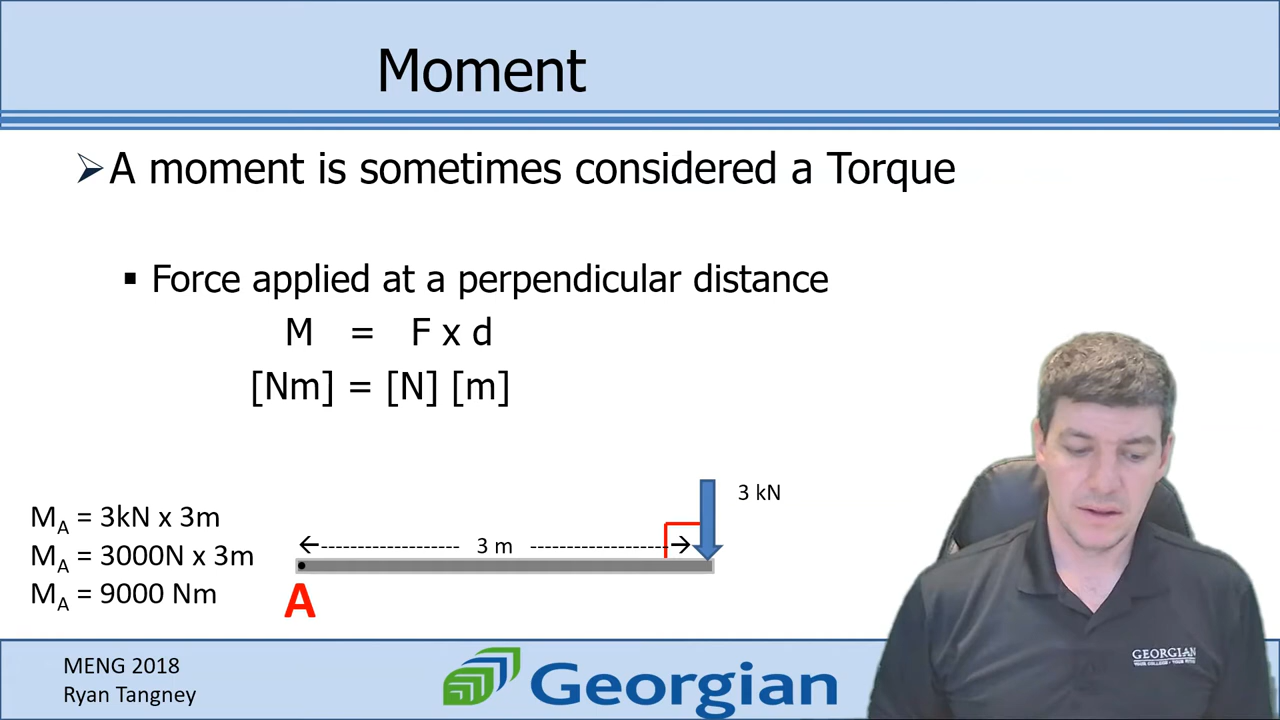 Moment
➢A moment is sometimes considered a Torque
▪ Force applied at a perpendicular distance
M = F x d
[Nm] = [N] [m]
3 kN
M_A = 3kN x 3m
M_A = 3000N x 3m
M_A = 9000 Nm
3 m
A
MENG 2018
Ryan Tangney
Georgian
GEORGIAN